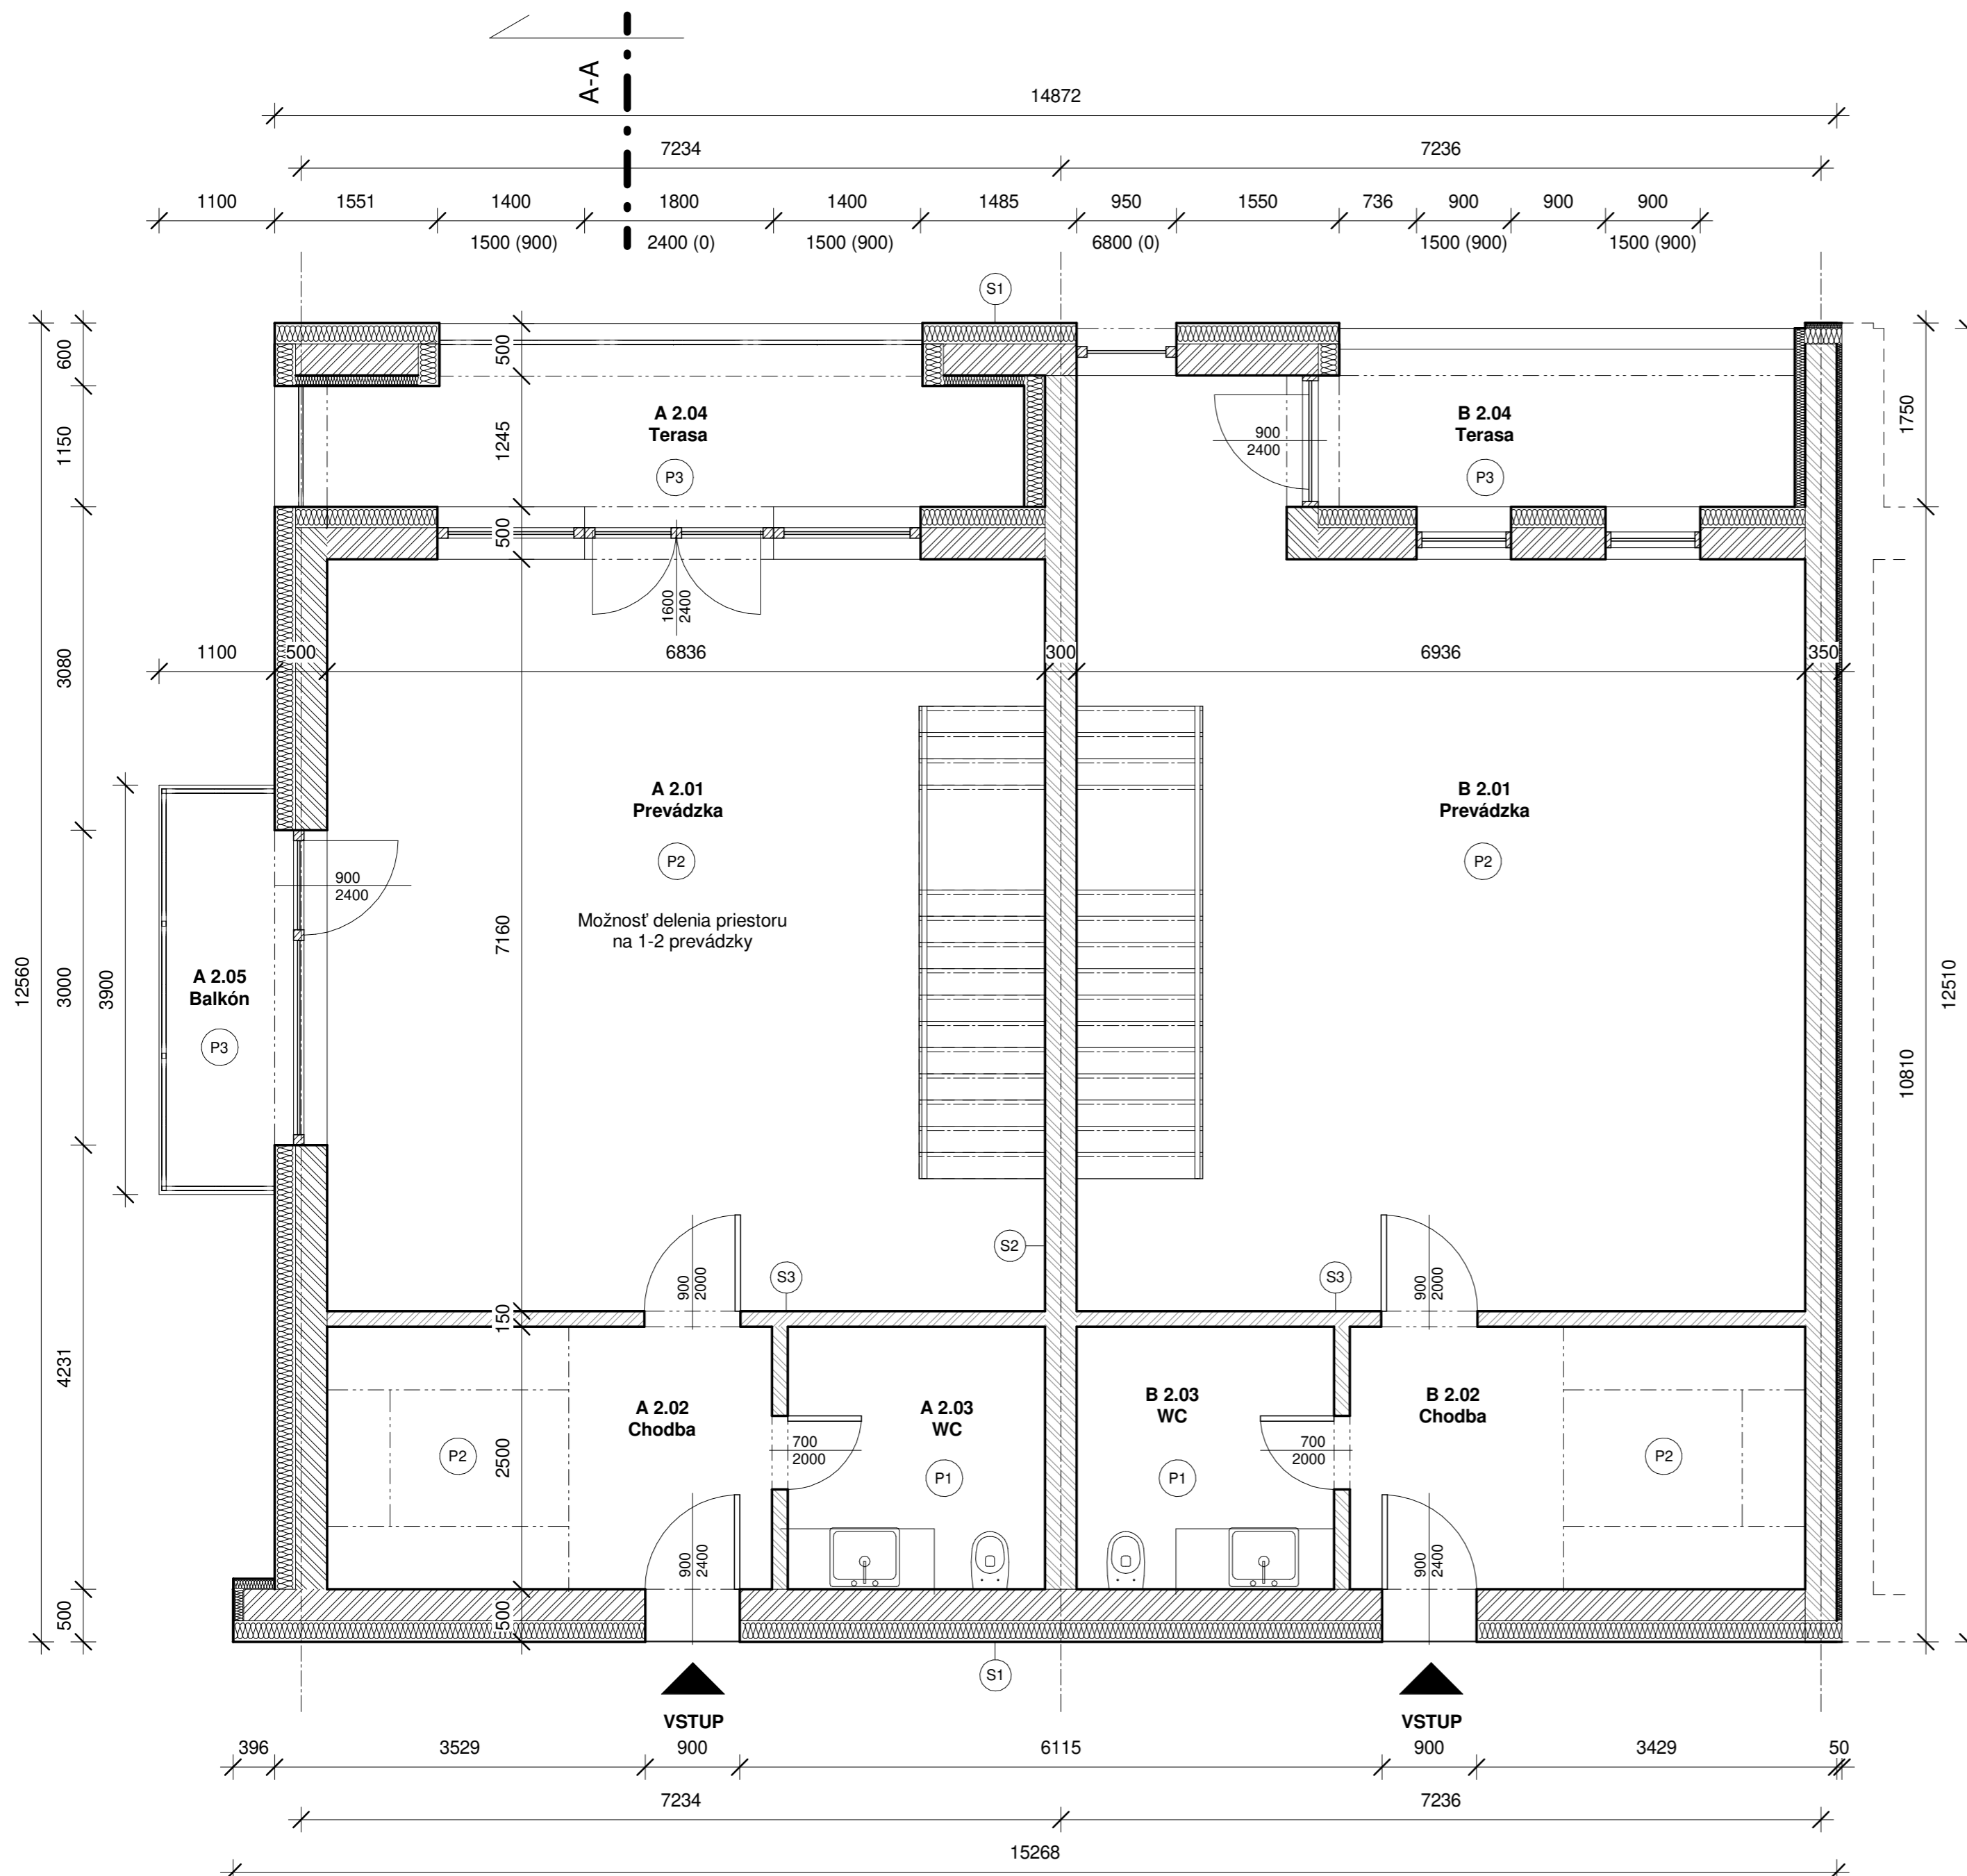 A-A
14872
7234
7236
1100
1551
1400
1800
1400
1485
950
1550
736
900
900
900
1500 (900)
2400 (0)
1500 (900)
6800 (0)
1500 (900)
1500 (900)
S1
600
500
1150
1245
A 2.04
Terasa
P3
900
2400
B 2.04
Terasa
P3
1750
500
1600
2400
3080
1100
500
6836
300
6936
350
A 2.01
Prevádzka
P2
Možnosť delenia priestoru
na 1-2 prevádzky
B 2.01
Prevádzka
P2
900
2400
7160
12560
3000
3900
A 2.05
Balkón
P3
12510
10810
S2
S3
S3
900
2000
900
2000
150
4231
2500
P2
A 2.02
Chodba
700
2000
A 2.03
WC
P1
B 2.03
WC
P1
700
2000
B 2.02
Chodba
P2
900
2400
900
2400
500
500
S1
VSTUP
VSTUP
396
3529
900
6115
900
3429
50
7234
7236
15268